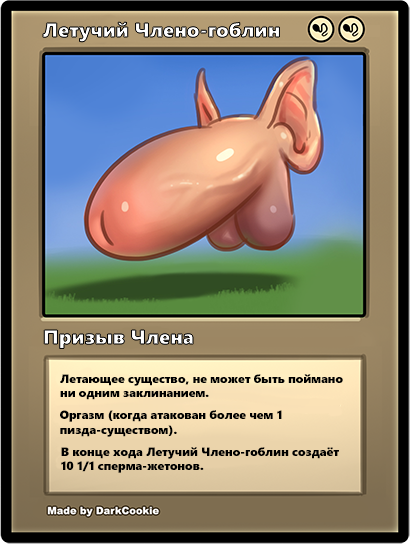 Летучий Члено-гоблин
Призыв Члена
Летающее существо, не может быть поймано
ни одним заклинанием.
Оргазм (когда атакован более чем 1
пизда-существом).
В конце хода Летучий Члено-гоблин создаёт
10 1/1 сперма-жетонов.
Made by DarkCookie